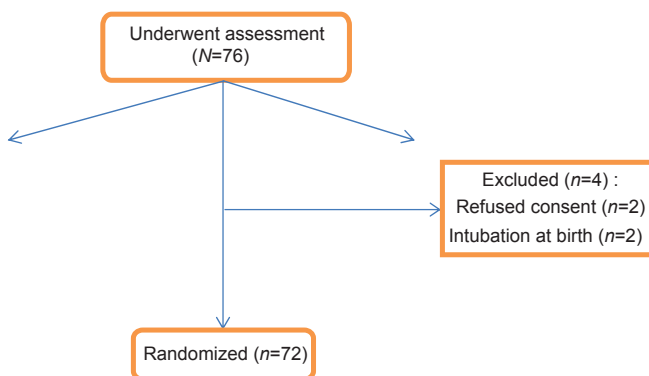 Underwent assessment
(N=76)
Excluded (n=4) :
Refused consent (n=2)
Intubation at birth (n=2)
Randomized (n=72)